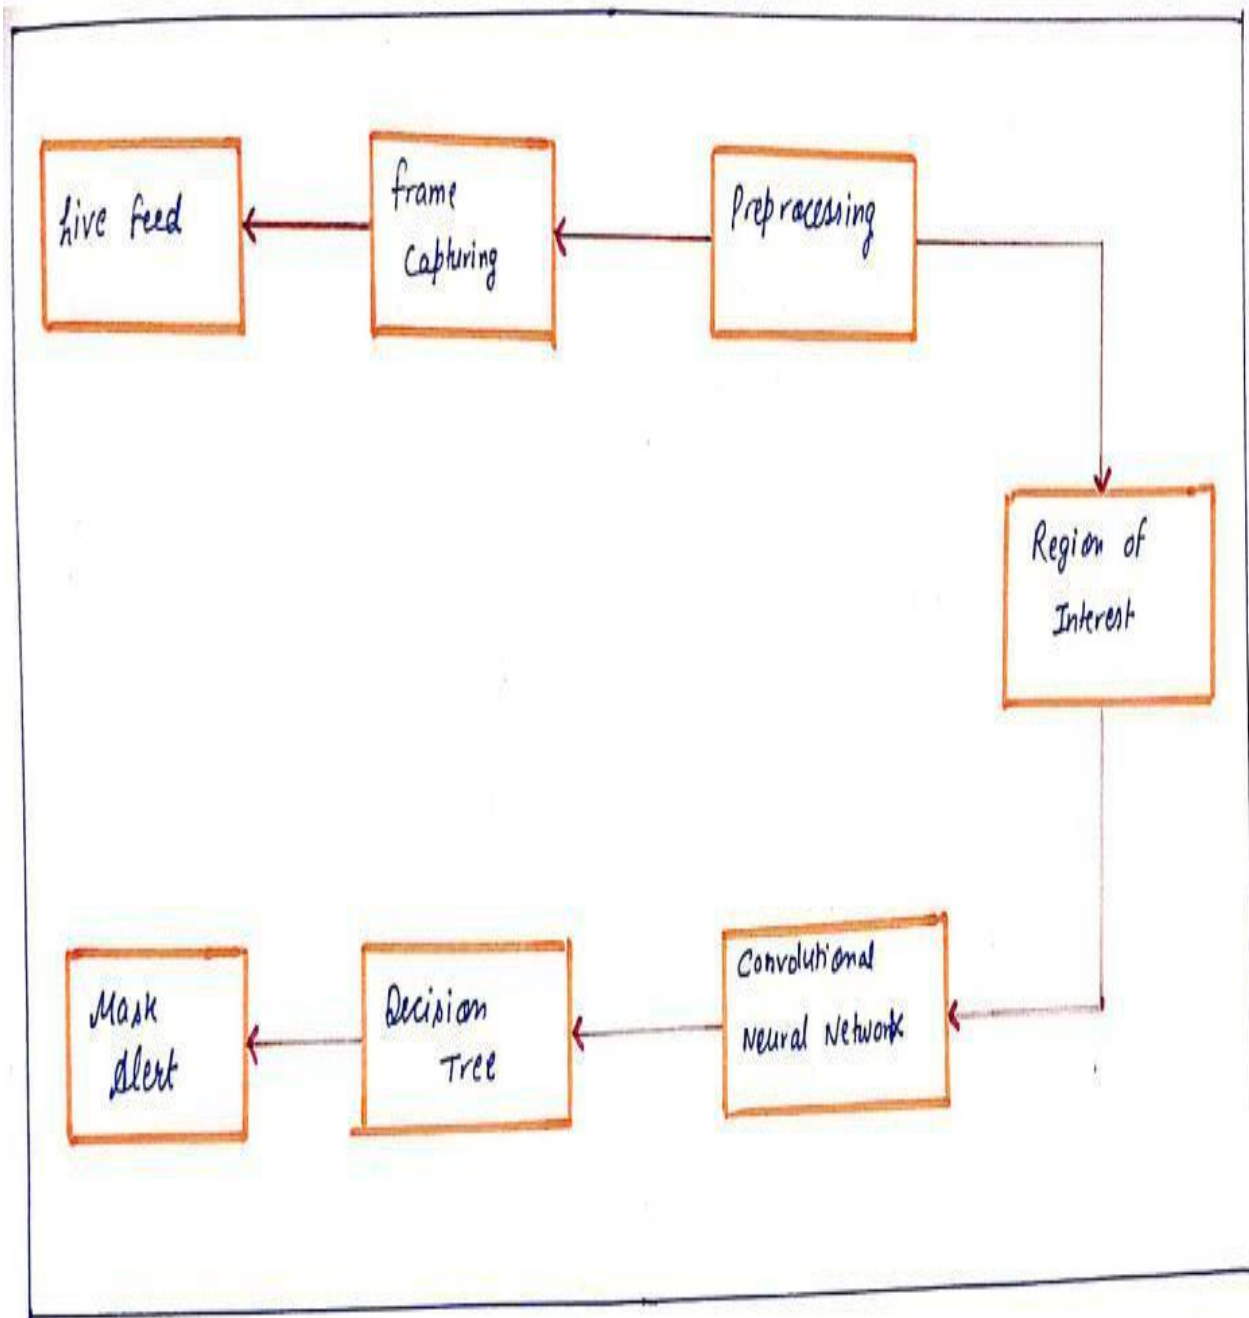 Live feed
frame
Capturing
Preprocessing
Region of
Interest
Convolutional
Neural Network
Decision
Tree
Mask
Alert